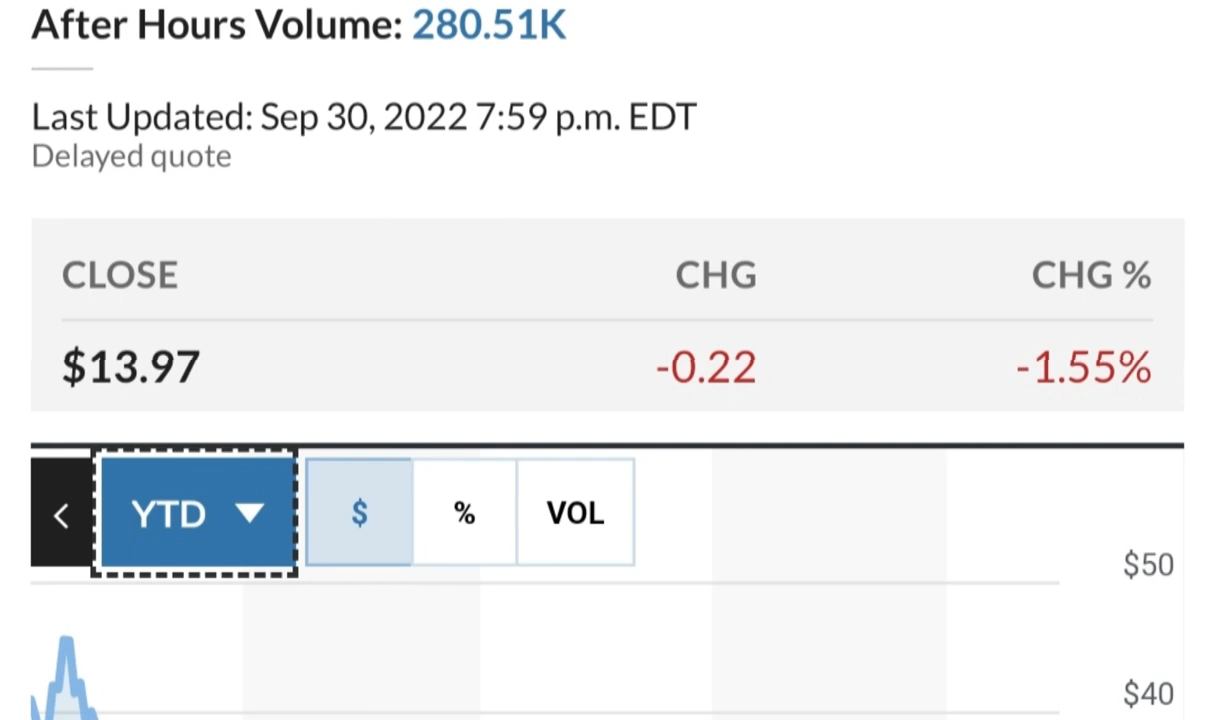 After Hours Volume: 280.51K
Last Updated: Sep 30, 2022 7:59 p.m. EDT
Delayed quote
CLOSE CHG CHG %
$13.97 -0.22 -1.55%
YTD $ % VOL
$50
$40